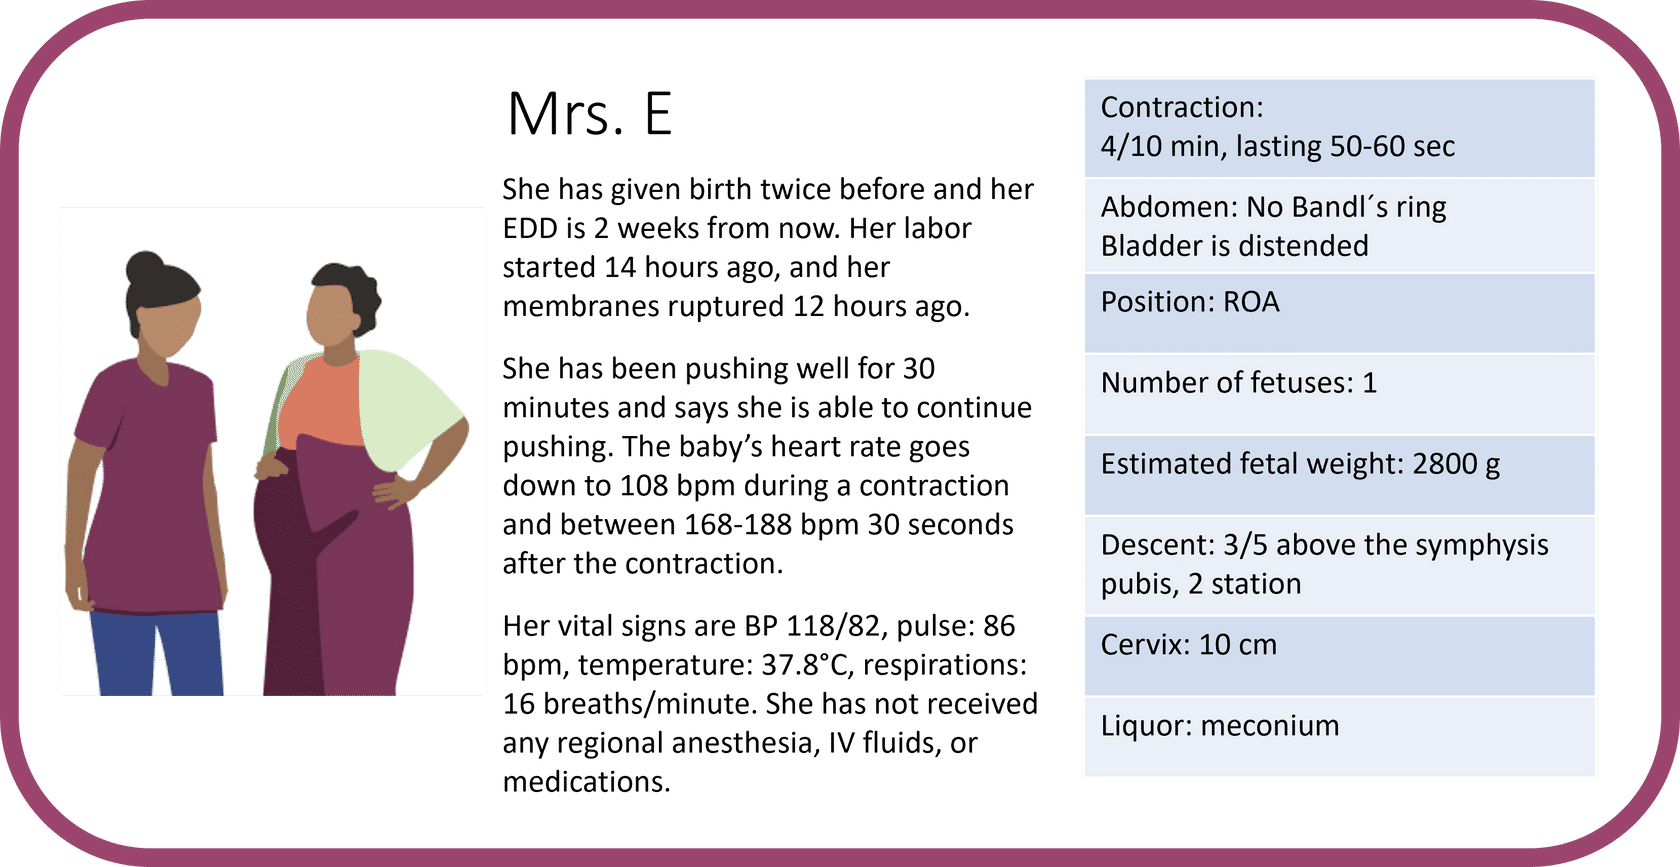 Mrs. E
She has given birth twice before and her
EDD is 2 weeks from now. Her labor
started 14 hours ago, and her
membranes ruptured 12 hours ago.
She has been pushing well for 30
minutes and says she is able to continue
pushing. The baby’s heart rate goes
down to 108 bpm during a contraction
and between 168-188 bpm 30 seconds
after the contraction.
Her vital signs are BP 118/82, pulse: 86
bpm, temperature: 37.8°C, respirations:
16 breaths/minute. She has not received
any regional anesthesia, IV fluids, or
medications.
Contraction:
4/10 min, lasting 50-60 sec
Abdomen: No Bandl´s ring
Bladder is distended
Position: ROA
Number of fetuses: 1
Estimated fetal weight: 2800 g
Descent: 3/5 above the symphysis
pubis, 2 station
Cervix: 10 cm
Liquor: meconium